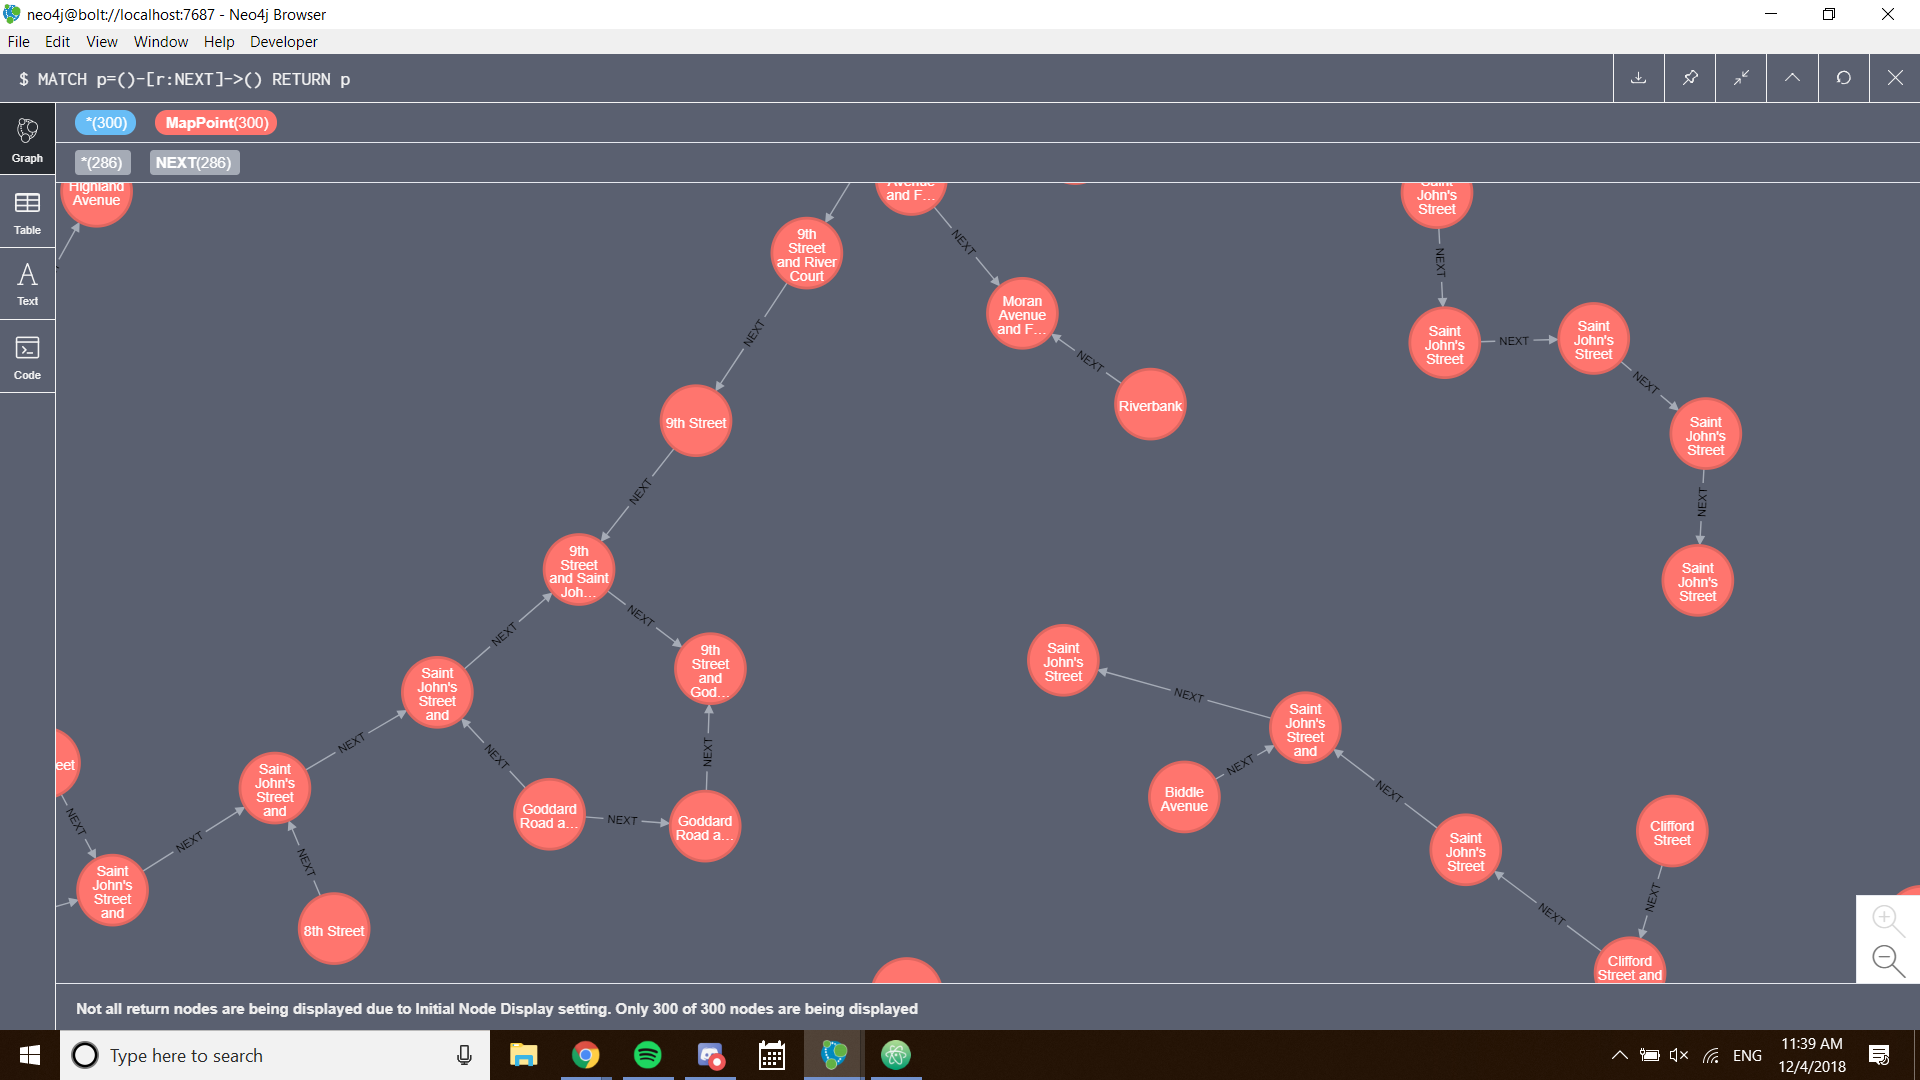 neo4j@bolt://localhost:7687 - Neo4j Browser
File Edit View Window Help Developer
$ MATCH p=()-[r:NEXT]->() RETURN p
*(300) MapPoint(300)
*(286) NEXT(286)
Graph
Table
Text
Code
Highland
Avenue
Avenue
and F...
Saint
John's
Street
9th
Street
and River
Court
NEXT
NEXT
Moran
Avenue
and F...
NEXT
Saint
John's
Street
NEXT
Saint
John's
Street
NEXT
NEXT
Riverbank
NEXT
9th Street
Saint
John's
Street
NEXT
NEXT
9th
Street
and Saint
Joh...
Saint
John's
Street
NEXT
NEXT
9th
Street
and
God...
Saint
John's
Street
and
Saint
John's
Street
NEXT
Saint
John's
Street
and
NEXT
NEXT
NEXT
eet
Saint
John's
Street
and
NEXT
Biddle
Avenue
NEXT
Goddard
Road a...
NEXT
Goddard
Road a...
NEXT
NEXT
NEXT
Saint
John's
Street
Clifford
Street
Saint
John's
Street
and
8th Street
NEXT
NEXT
Clifford
Street and
Not all return nodes are being displayed due to Initial Node Display setting. Only 300 of 300 nodes are being displayed
Type here to search
ENG
11:39 AM
12/4/2018